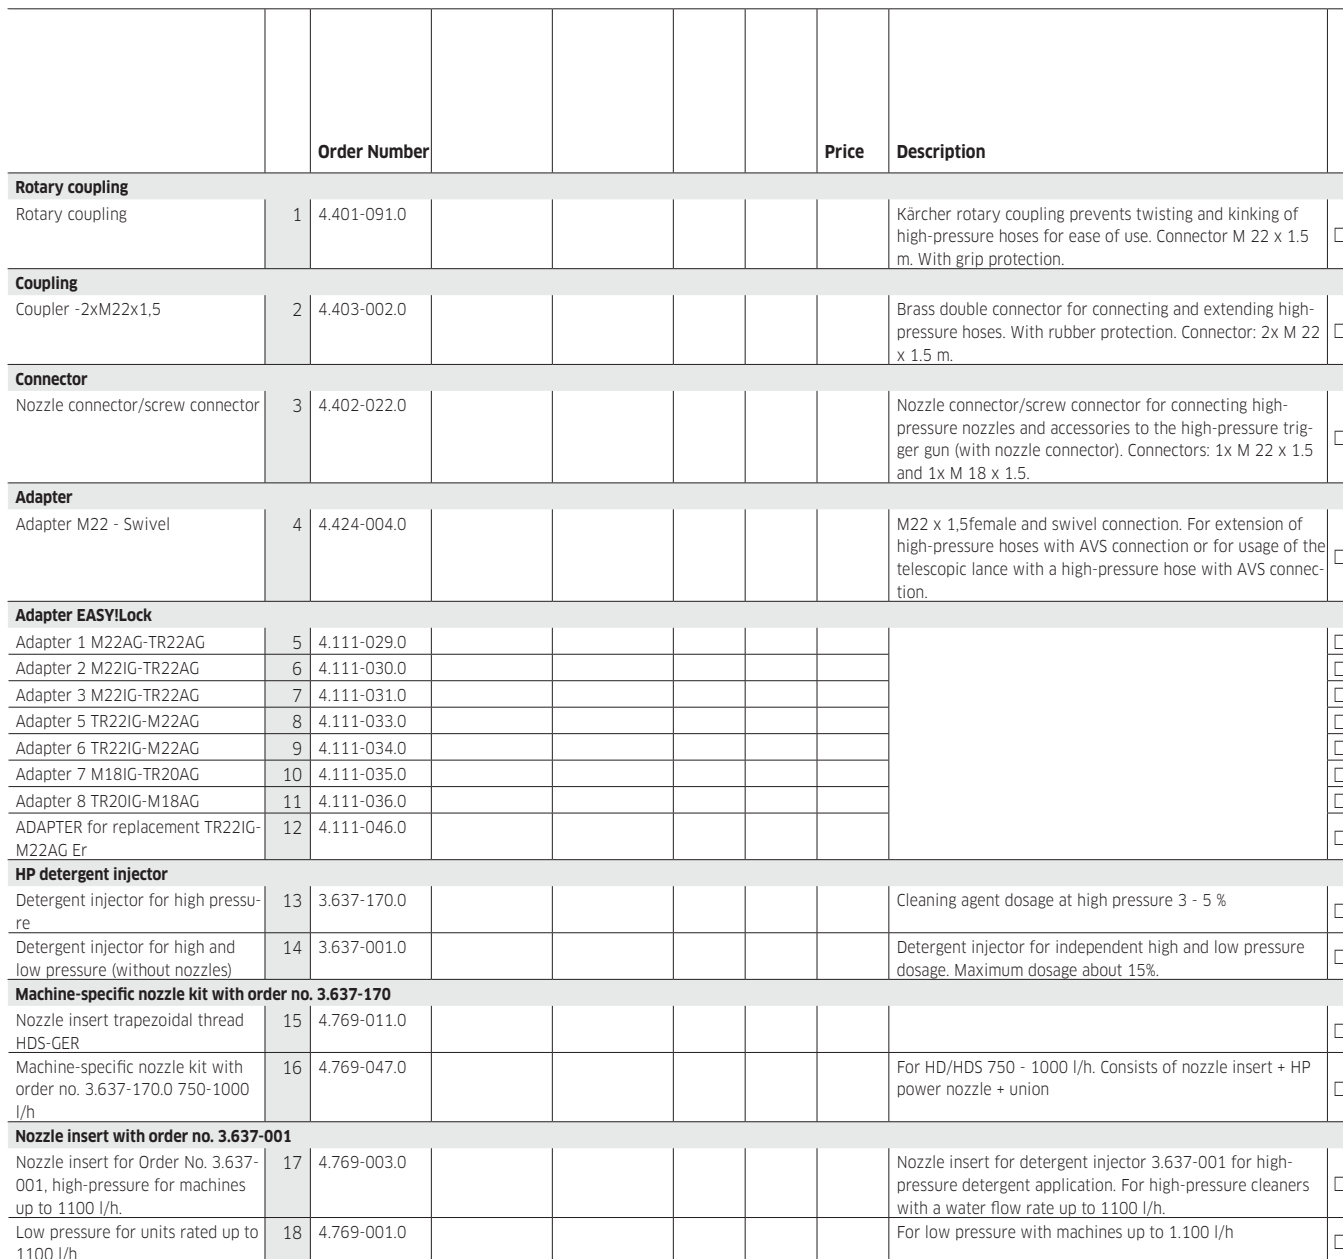 Order Number Price Description
Rotary coupling
Rotary coupling 1 4.401-091.0 Kärcher rotary coupling prevents twisting and kinking of
high-pressure hoses for ease of use. Connector M 22 x 1.5
m. With grip protection.
Coupling
Coupler -2xM22x1,5 2 4.403-002.0 Brass double connector for connecting and extending high-
pressure hoses. With rubber protection. Connector: 2x M 22
x 1.5 m.
Connector
Nozzle connector/screw connector 3 4.402-022.0 Nozzle connector/screw connector for connecting high-
pressure nozzles and accessories to the high-pressure trig-
ger gun (with nozzle connector). Connectors: 1x M 22 x 1.5
and 1x M 18 x 1.5.
Adapter
Adapter M22 - Swivel 4 4.424-004.0 M22 x 1,5female and swivel connection. For extension of
high-pressure hoses with AVS connection or for usage of the
telescopic lance with a high-pressure hose with AVS connec-
tion.
Adapter EASY!Lock
Adapter 1 M22AG-TR22AG 5 4.111-029.0
Adapter 2 M22IG-TR22AG 6 4.111-030.0
Adapter 3 M22IG-TR22AG 7 4.111-031.0
Adapter 5 TR22IG-M22AG 8 4.111-033.0
Adapter 6 TR22IG-M22AG 9 4.111-034.0
Adapter 7 M18IG-TR20AG 10 4.111-035.0
Adapter 8 TR20IG-M18AG 11 4.111-036.0
ADAPTER for replacement TR22IG- 12 4.111-046.0
M22AG Er
HP detergent injector
Detergent injector for high pressu- 13 3.637-170.0 Cleaning agent dosage at high pressure 3 - 5 %
re
Detergent injector for high and 14 3.637-001.0 Detergent injector for independent high and low pressure
low pressure (without nozzles) dosage. Maximum dosage about 15%.
Machine-specific nozzle kit with order no. 3.637-170
Nozzle insert trapezoidal thread 15 4.769-011.0
HDS-GER
Machine-specific nozzle kit with 16 4.769-047.0 For HD/HDS 750 - 1000 l/h. Consists of nozzle insert + HP
order no. 3.637-170.0 750-1000 power nozzle + union
l/h
Nozzle insert with order no. 3.637-001
Nozzle insert for Order No. 3.637- 17 4.769-003.0 Nozzle insert for detergent injector 3.637-001 for high-
001, high-pressure for machines pressure detergent application. For high-pressure cleaners
up to 1100 l/h. with a water flow rate up to 1100 l/h.
Low pressure for units rated up to 18 4.769-001.0 For low pressure with machines up to 1.100 l/h
1100 l/h